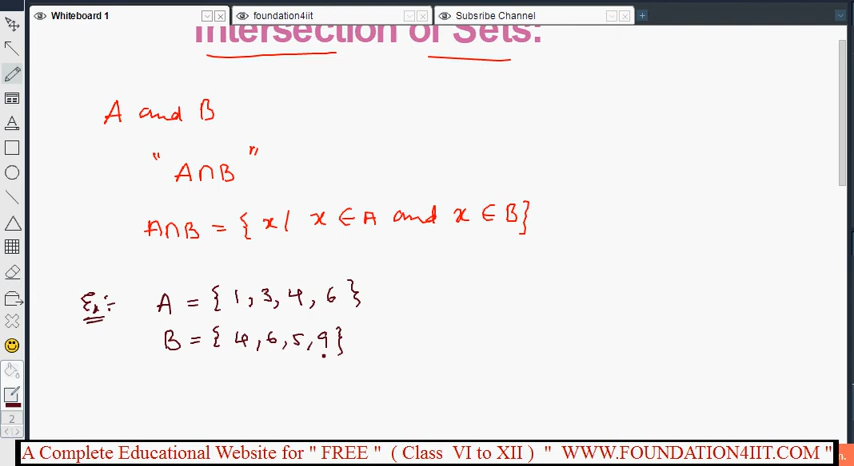 Whiteboard 1 foundation4iit Subsribe Channel
Intersection of Sets:
A and B
" A∩B "
A∩B = { x / x ∈ A and x ∈ B}
Ex:- A = { 1, 3, 4, 6 }
B = { 4, 6, 5, 9 }
2
A Complete Educational Website for " FREE " ( Class VI to XII ) " WWW.FOUNDATION4IIT.COM "